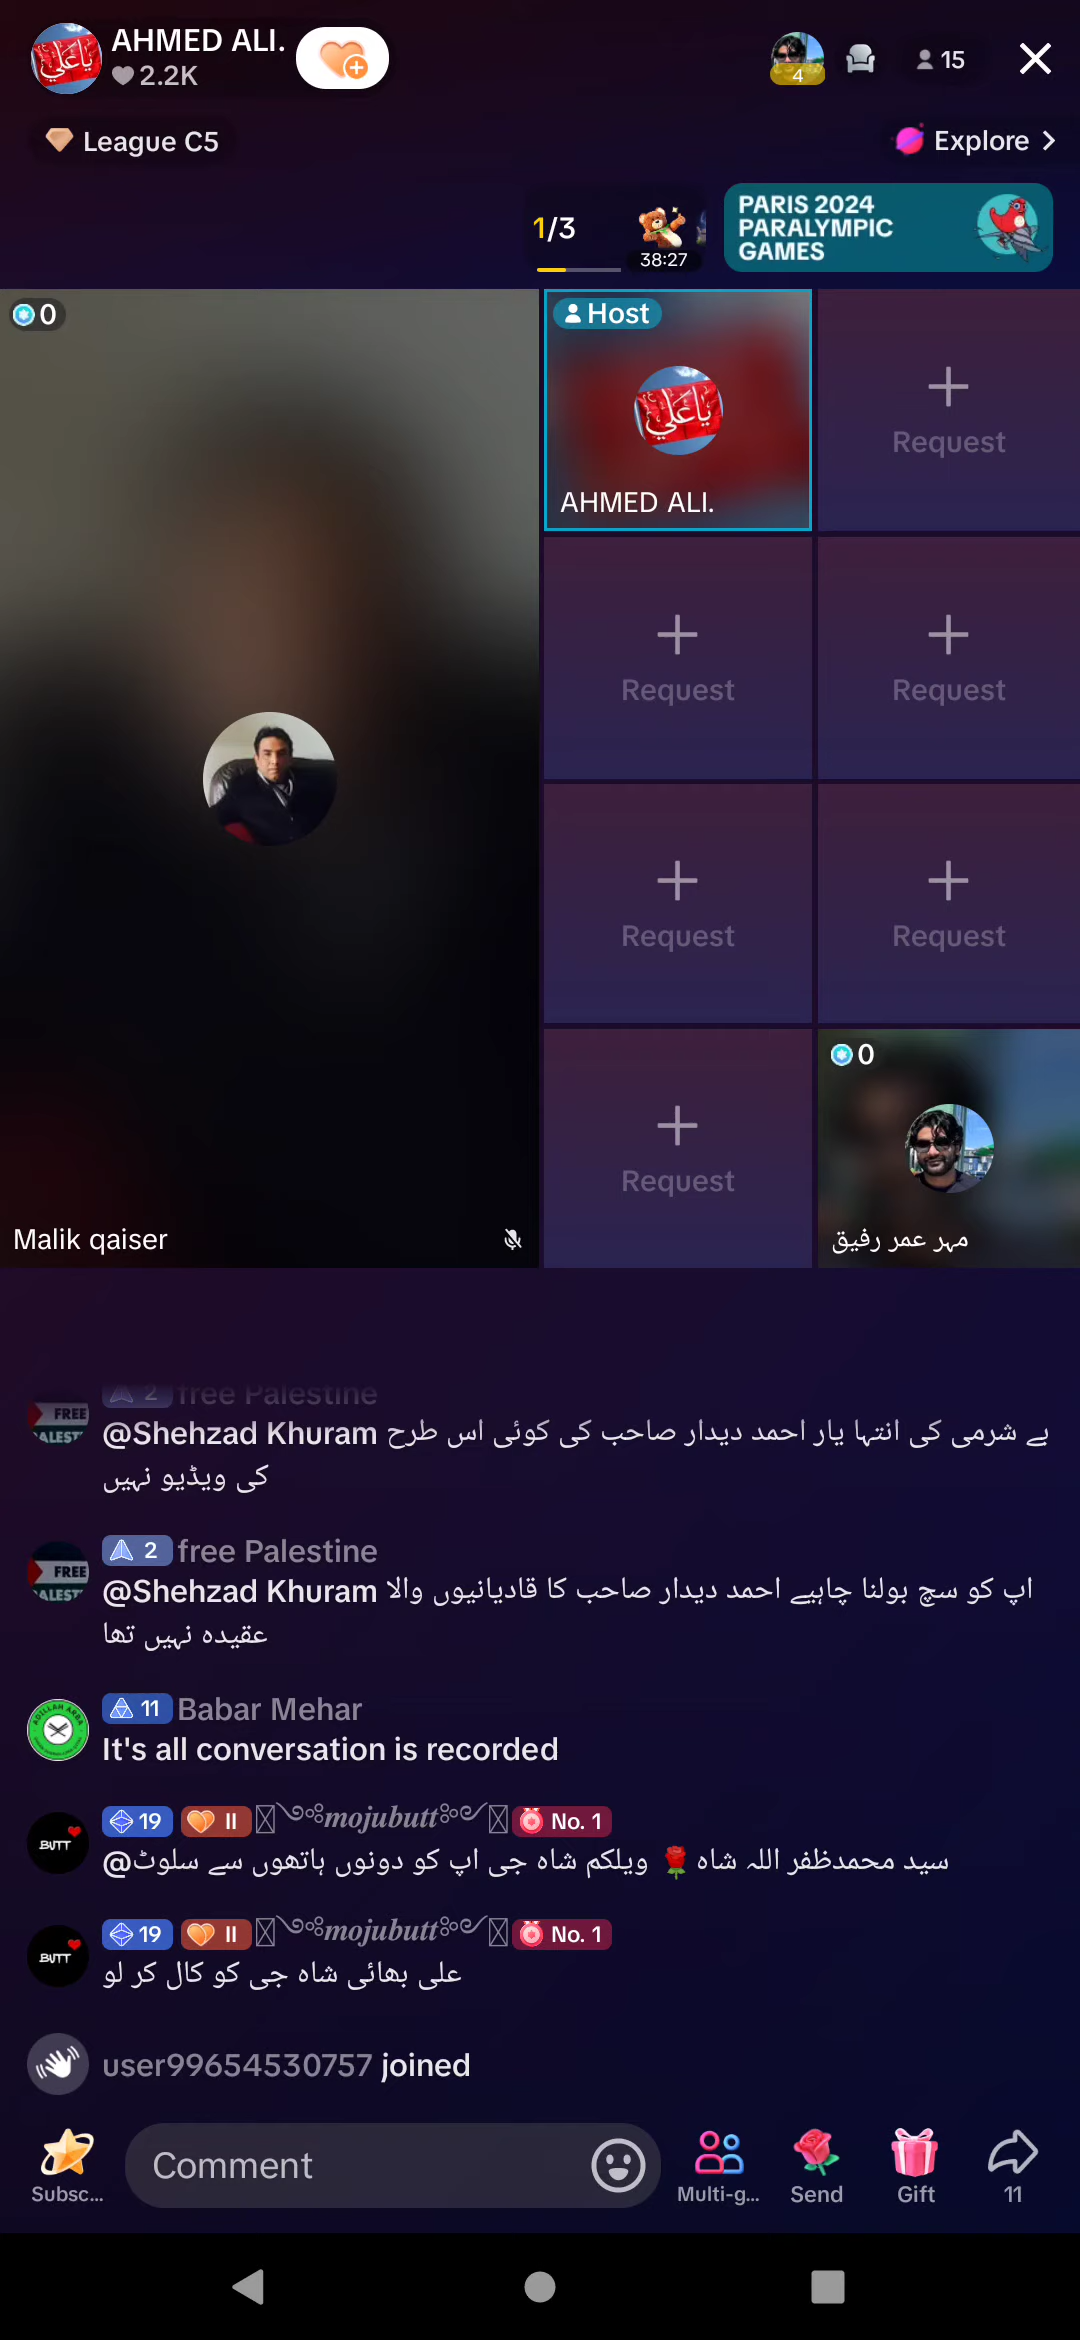 AHMED ALI.
2.2K
4
15
League C5
Explore
1/3
38:27
PARIS 2024
PARALYMPIC
GAMES
0
Host
ياعلي
AHMED ALI.
Request
Request
Request
Request
Request
Request
0
Malik qaiser
مہر عمر رفیق
2 free Palestine
FREE
@Shehzad Khuram بے شرمی کی انتہا یار احمد دیدار صاحب کی کوئی اس طرح
کی ویڈیو نہیں
2 free Palestine
FREE
@Shehzad Khuram اپ کو سچ بولنا چاہیے احمد دیدار صاحب کا قادیانیوں والا
عقیدہ نہیں تھا
11 Babar Mehar
It's all conversation is recorded
19 II mojubutt No. 1
BUTT
@سید محمدظفر اللہ شاہ🌹 ویلکم شاہ جی اپ کو دونوں ہاتھوں سے سلوٹ
19 II mojubutt No. 1
BUTT
علی بھائی شاہ جی کو کال کر لو
user99654530757 joined
Comment
Subsc...
Multi-g...
Send
Gift
11